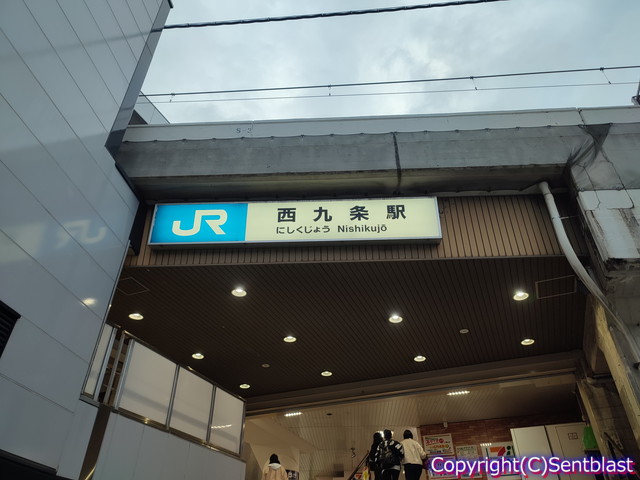 JR 西九条駅
にしくじょう Nishikujō
Copyright(C)Sentblast